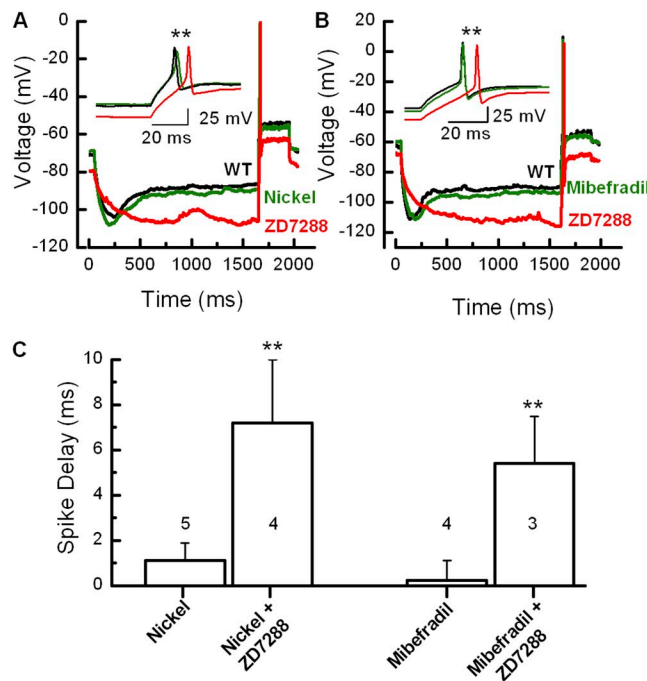 A
B
**
**
Voltage (mV)
0
-20
-40
-60
-80
-100
-120
25 mV
20 ms
WT
Nickel
ZD7288
0
500
1000
1500
2000
Time (ms)
Voltage (mV)
20
0
-20
-40
-60
-80
-100
-120
25 mV
20 ms
WT
Mibefradil
ZD7288
0
500
1000
1500
2000
Time (ms)
C
Spike Delay (ms)
10
8
6
4
2
0
**
**
5
4
4
3
Nickel
Nickel +
ZD7288
Mibefradil
Mibefradil +
ZD7288